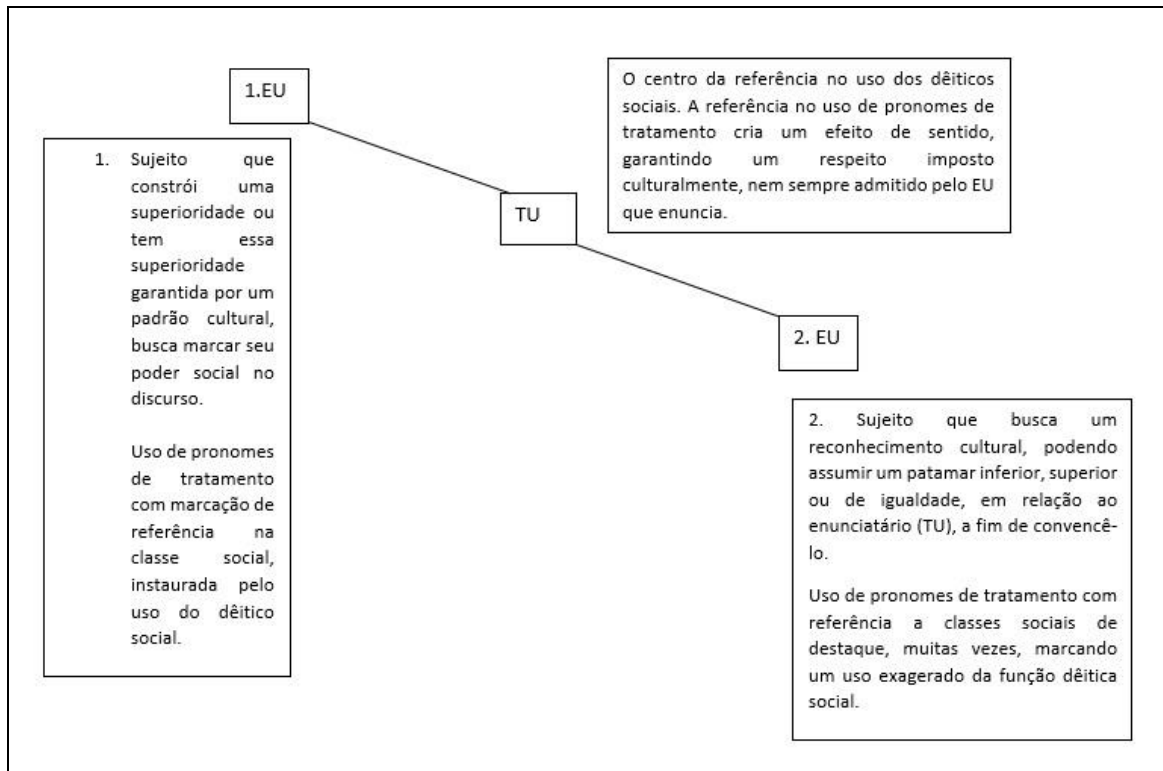 1.EU
1. Sujeito que
constrói uma
superioridade ou
tem essa
superioridade
garantida por um
padrão cultural,
busca marcar seu
poder social no
discurso.
Uso de pronomes
de tratamento
com marcação de
referência na
classe social,
instaurada pelo
uso do dêitico
social.
TU
O centro da referência no uso dos dêiticos
sociais. A referência no uso de pronomes de
tratamento cria um efeito de sentido,
garantindo um respeito imposto
culturalmente, nem sempre admitido pelo EU
que enuncia.
2. EU
2. Sujeito que busca um
reconhecimento cultural, podendo
assumir um patamar inferior, superior
ou de igualdade, em relação ao
enunciatário (TU), a fim de convencê-
lo.
Uso de pronomes de tratamento com
referência a classes sociais de
destaque, muitas vezes, marcando
um uso exagerado da função dêitica
social.